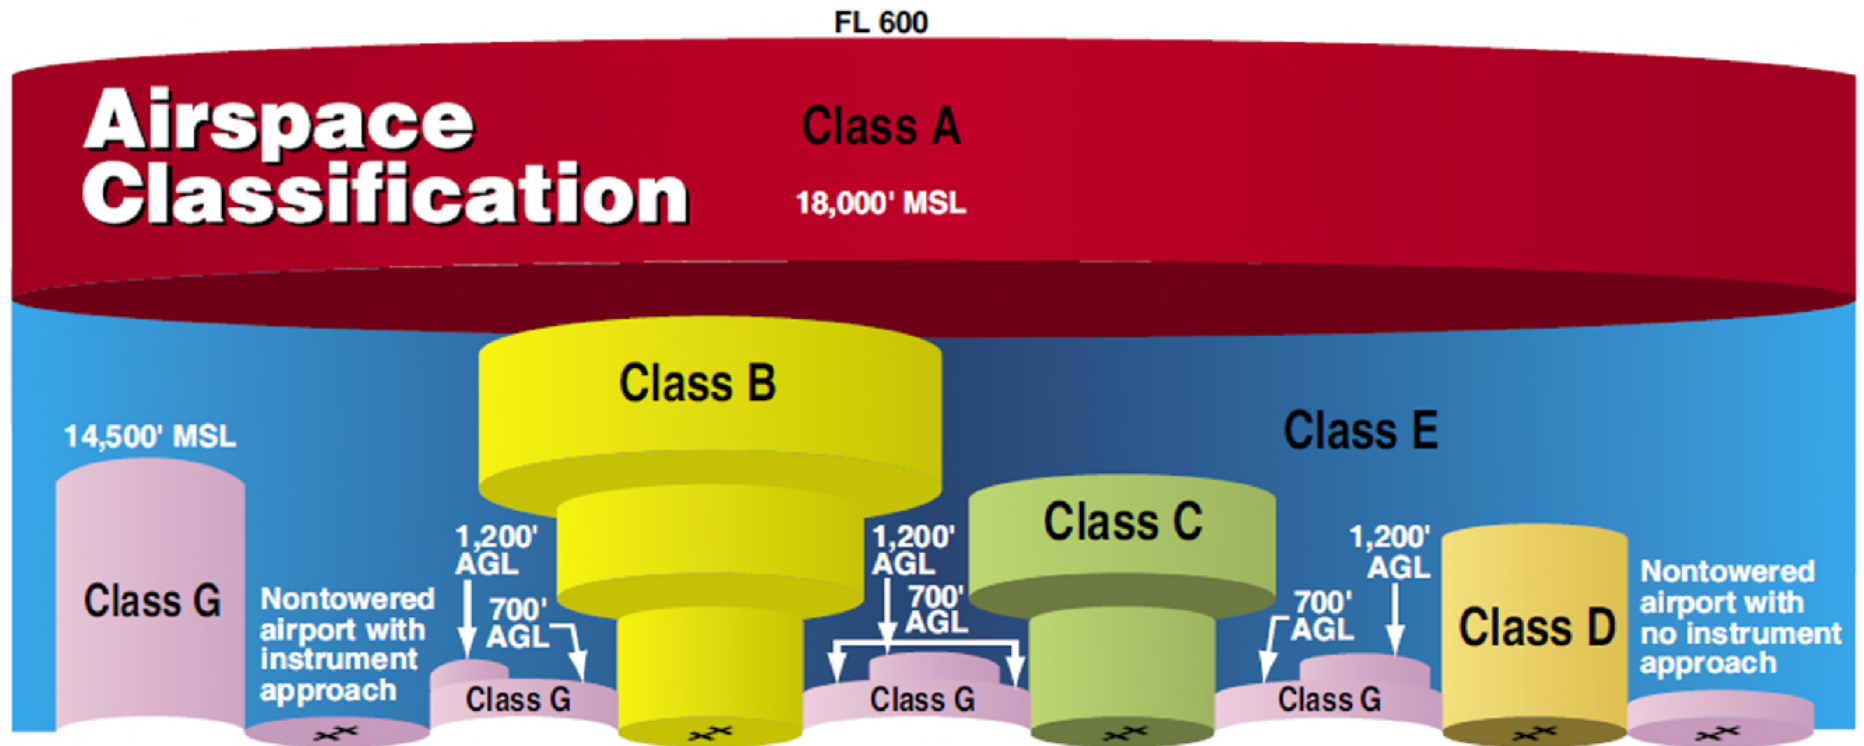 FL 600
Airspace
Classification
Class A
18,000' MSL
Class B
Class E
14,500' MSL
Class G
Nontowered
airport with
instrument
approach
1,200'
AGL
700'
AGL
Class G
1,200'
AGL
700'
AGL
Class G
Class C
1,200'
AGL
700'
AGL
Class G
Class D
Nontowered
airport with
no instrument
approach